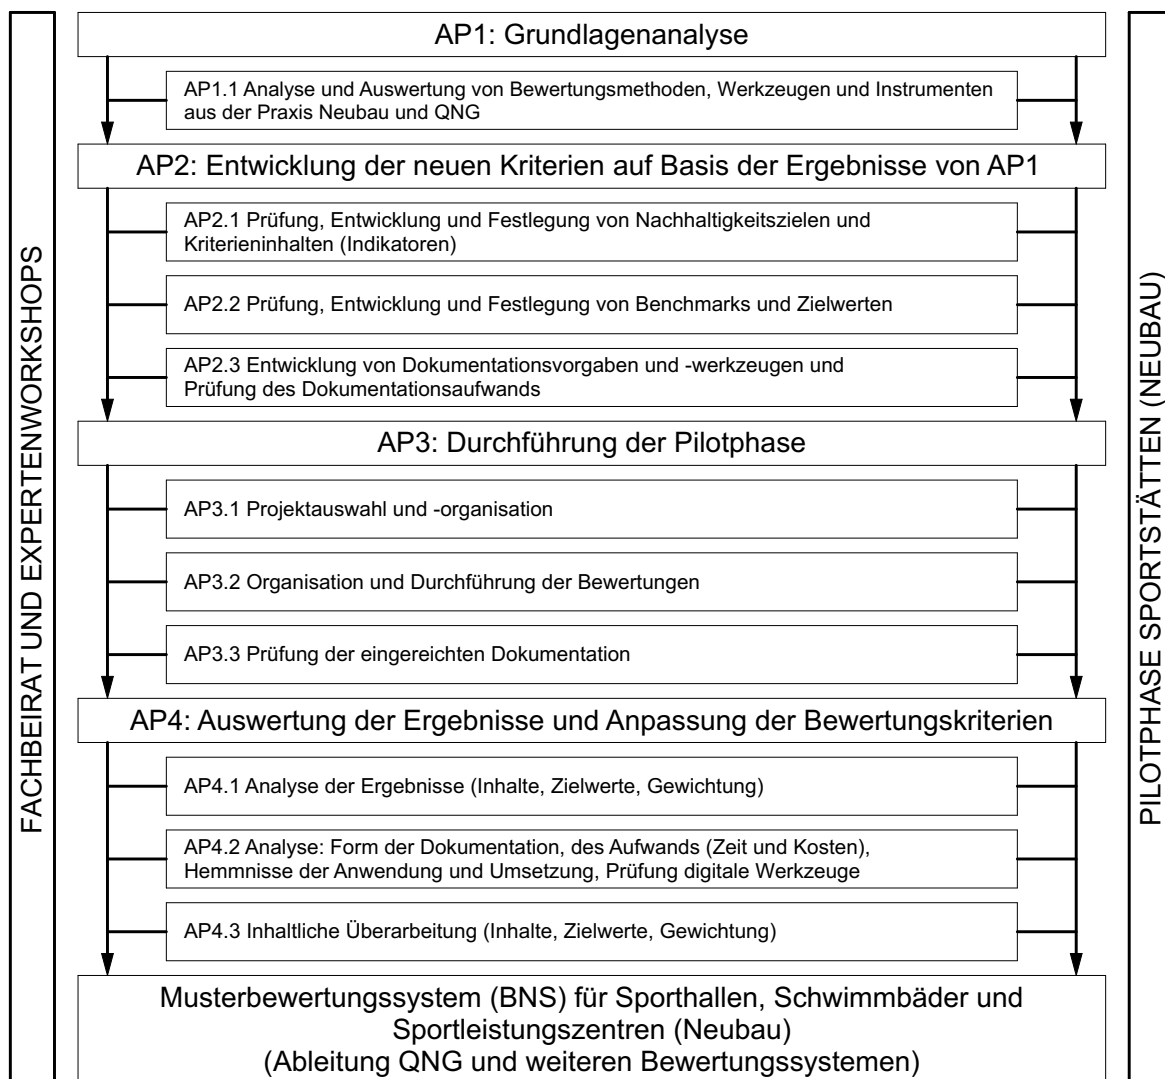 FACHBEIRAT UND EXPERTENWORKSHOPS
AP1: Grundlagenanalyse
AP1.1 Analyse und Auswertung von Bewertungsmethoden, Werkzeugen und Instrumenten
aus der Praxis Neubau und QNG
AP2: Entwicklung der neuen Kriterien auf Basis der Ergebnisse von AP1
AP2.1 Prüfung, Entwicklung und Festlegung von Nachhaltigkeitszielen und
Kriterieninhalten (Indikatoren)
AP2.2 Prüfung, Entwicklung und Festlegung von Benchmarks und Zielwerten
AP2.3 Entwicklung von Dokumentationsvorgaben und -werkzeugen und
Prüfung des Dokumentationsaufwands
AP3: Durchführung der Pilotphase
AP3.1 Projektauswahl und -organisation
AP3.2 Organisation und Durchführung der Bewertungen
AP3.3 Prüfung der eingereichten Dokumentation
AP4: Auswertung der Ergebnisse und Anpassung der Bewertungskriterien
AP4.1 Analyse der Ergebnisse (Inhalte, Zielwerte, Gewichtung)
AP4.2 Analyse: Form der Dokumentation, des Aufwands (Zeit und Kosten),
Hemmnisse der Anwendung und Umsetzung, Prüfung digitale Werkzeuge
AP4.3 Inhaltliche Überarbeitung (Inhalte, Zielwerte, Gewichtung)
Musterbewertungssystem (BNS) für Sporthallen, Schwimmbäder und
Sportleistungszentren (Neubau)
(Ableitung QNG und weiteren Bewertungssystemen)
PILOTPHASE SPORTSTÄTTEN (NEUBAU)